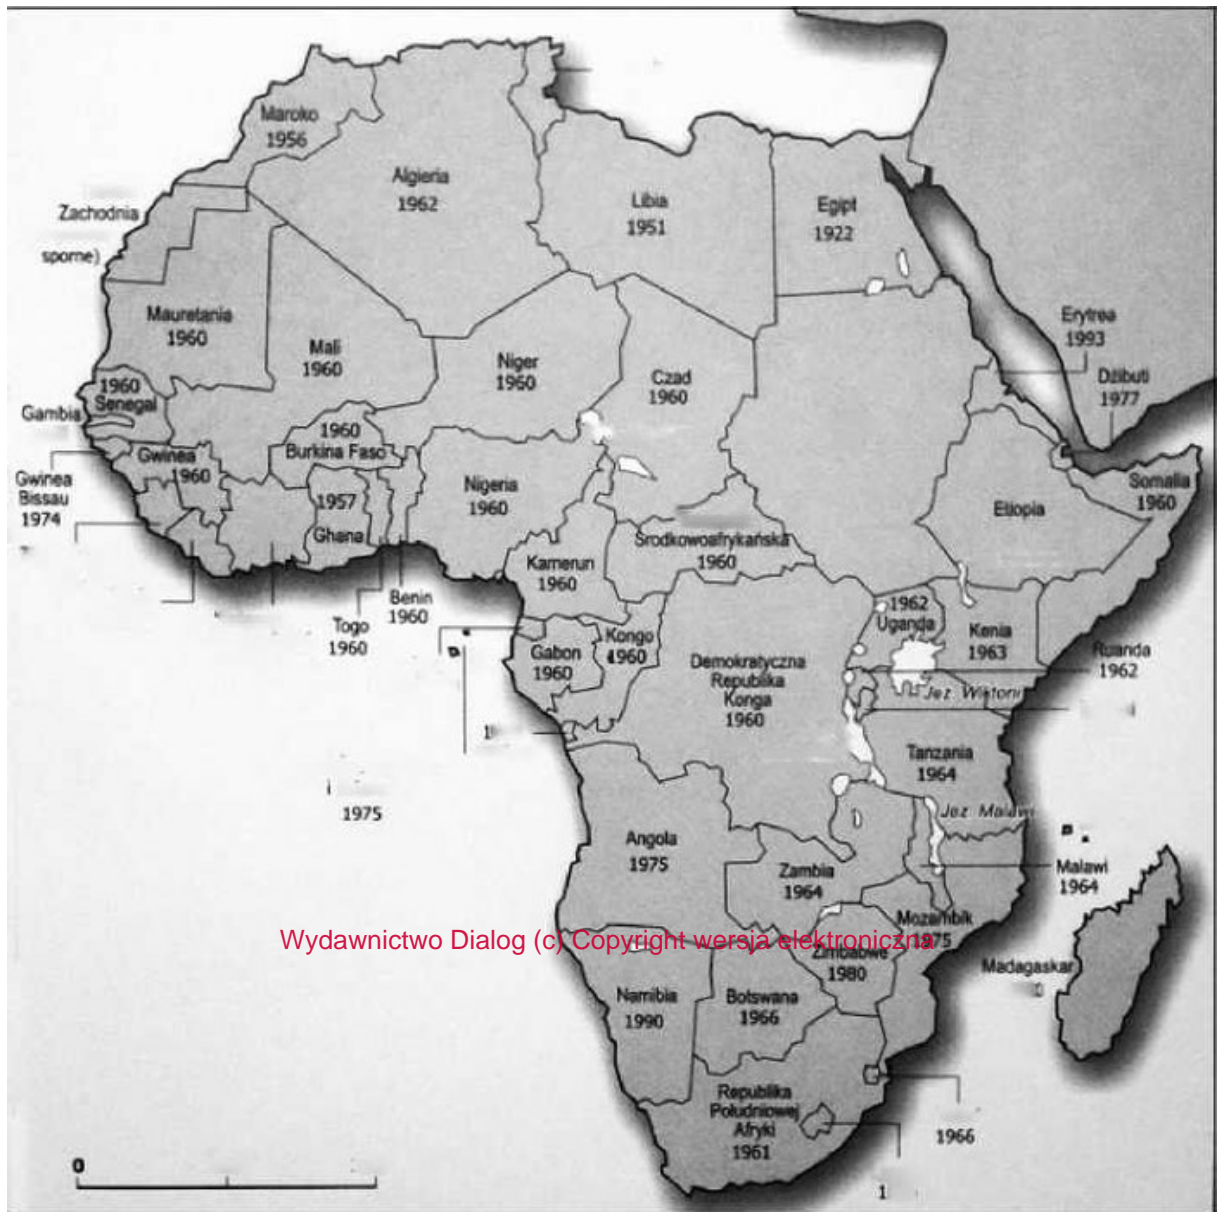 Maroko
1956
Algieria
1962
Libia
1951
Egipt
1922
Zachodnia
sporne)
Mauretania
1960
Mali
1960
Niger
1960
Czad
1960
Erytrea
1993
Dżibuti
1977
1960
Senegal
Gambia
1960
Burkina Faso
Gwinea
1960
Gwinea
Bissau
1974
1957
Ghana
Nigeria
1960
Etiopia
Somalia
1960
Środkowoafrykańska
1960
Kamerun
1960
Benin
1960
Togo
1960
1962
Uganda
Kenia
1963
Ruanda
1962
Gabon
1960
Kongo
1960
Demokratyczna
Republika
Konga
1960
Jez Wiktorii
1
Tanzania
1964
1975
Jez Malawi
Angola
1975
Zambia
1964
Malawi
1964
Mozambik
1975
Wydawnictwo Dialog (c) Copyright wersja elektroniczna
Zimbabwe
1980
Madagaskar
Namibia
1990
Botswana
1966
Republika
Południowej
Afryki
1961
1966
0
1